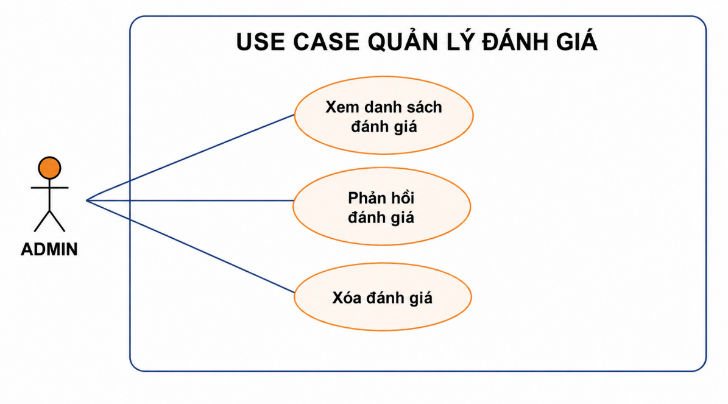 USE CASE QUẢN LÝ ĐÁNH GIÁ
Xem danh sách
đánh giá
Phản hồi
đánh giá
ADMIN
Xóa đánh giá